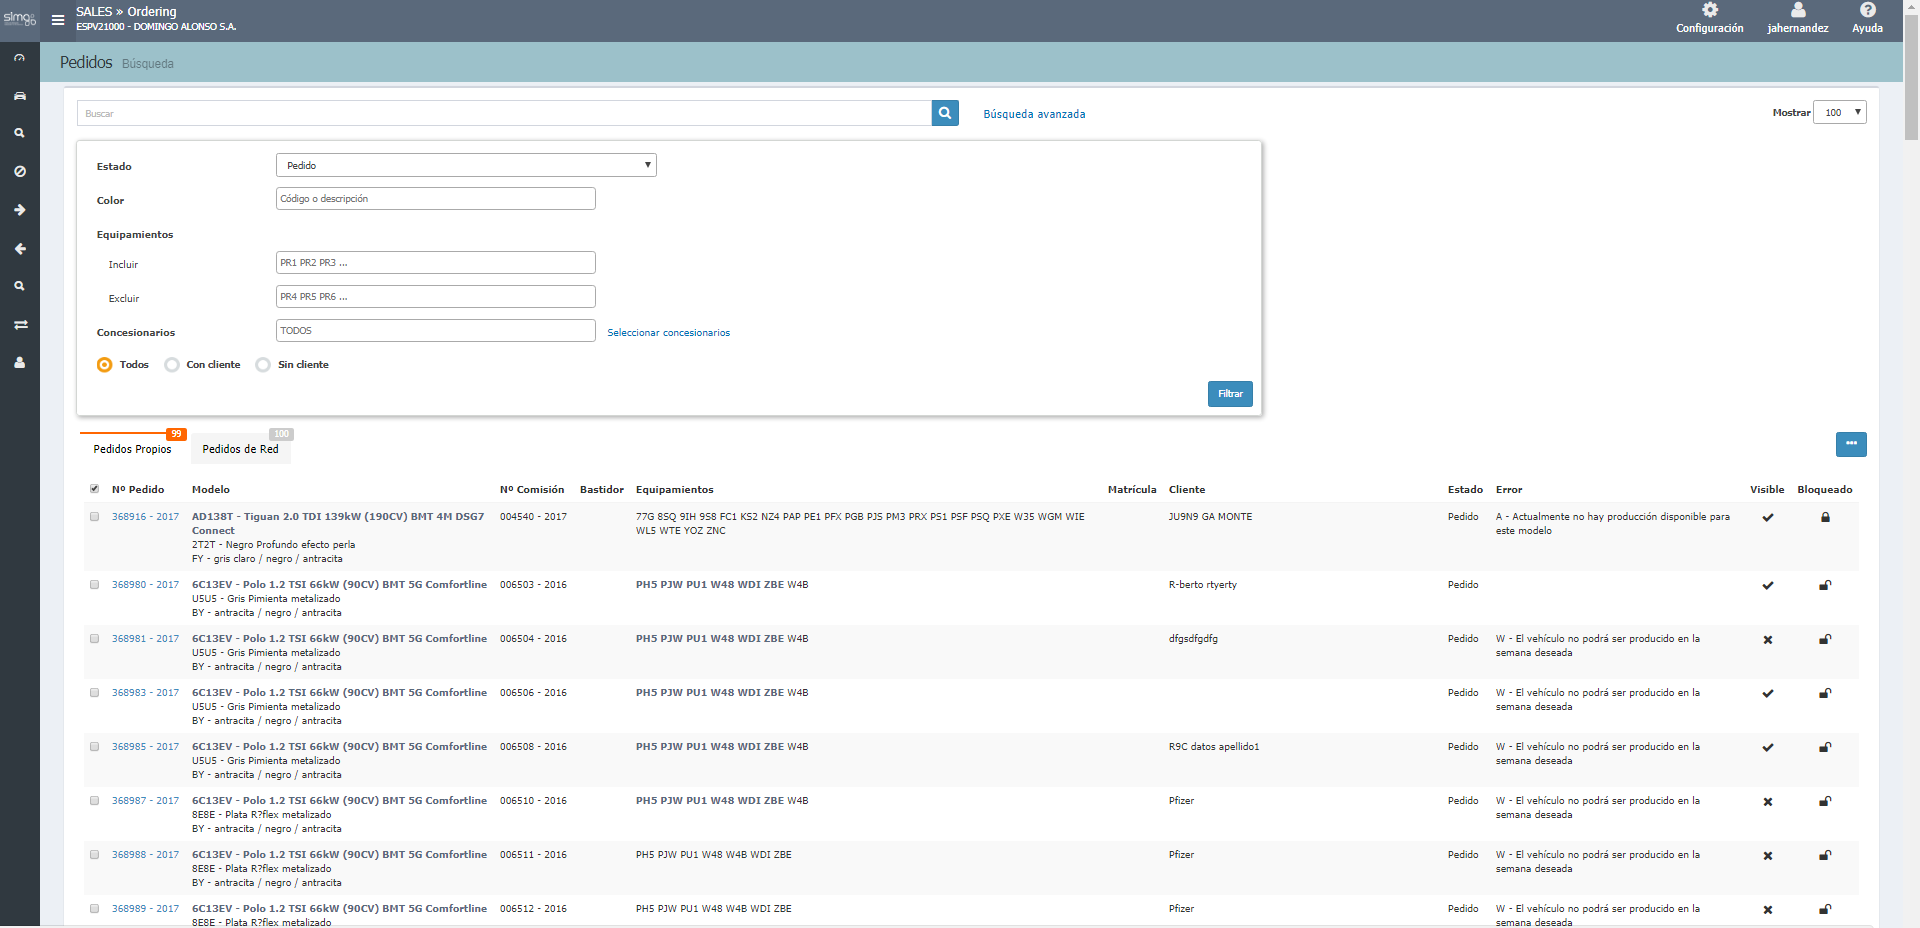 simo
SALES » Ordering
ESPV21000 - DOMINGO ALONSO S.A.
Configuración
jahernandez
Ayuda
Pedidos Búsqueda
Buscar
Búsqueda avanzada
Mostrar 100
Estado Pedido
Color Código o descripción
Equipamientos
Incluir PR1 PR2 PR3 ...
Excluir PR4 PR5 PR6 ...
Concesionarios TODOS Seleccionar concesionarios
Todos Con cliente Sin cliente
Filtrar
Pedidos Propios 99
Pedidos de Red 100
Nº Pedido Modelo Nº Comisión Bastidor Equipamientos Matrícula Cliente Estado Error Visible Bloqueado
368916 - 2017 AD138T - Tiguan 2.0 TDI 139kW (190CV) BMT 4M DSG7 004540 - 2017 77G 8SQ 9IH 9S8 FC1 KS2 NZ4 PAP PE1 PFX PGB PJS PM3 PRX PS1 PSF PSQ PXE W35 WGM WIE JU9N9 GA MONTE Pedido A - Actualmente no hay producción disponible para
Connect WL5 WTE YOZ ZNC este modelo
2T2T - Negro Profundo efecto perla
FY - gris claro / negro / antracita
368980 - 2017 6C13EV - Polo 1.2 TSI 66kW (90CV) BMT 5G Comfortline 006503 - 2016 PH5 PJW PU1 W48 WDI ZBE W4B R-berto rtyerty Pedido
U5U5 - Gris Pimienta metalizado
BY - antracita / negro / antracita
368981 - 2017 6C13EV - Polo 1.2 TSI 66kW (90CV) BMT 5G Comfortline 006504 - 2016 PH5 PJW PU1 W48 WDI ZBE W4B dfgsdfgdfg Pedido W - El vehículo no podrá ser producido en la
U5U5 - Gris Pimienta metalizado semana deseada
BY - antracita / negro / antracita
368983 - 2017 6C13EV - Polo 1.2 TSI 66kW (90CV) BMT 5G Comfortline 006506 - 2016 PH5 PJW PU1 W48 WDI ZBE W4B Pedido W - El vehículo no podrá ser producido en la
U5U5 - Gris Pimienta metalizado semana deseada
BY - antracita / negro / antracita
368985 - 2017 6C13EV - Polo 1.2 TSI 66kW (90CV) BMT 5G Comfortline 006508 - 2016 PH5 PJW PU1 W48 WDI ZBE W4B R9C datos apellido1 Pedido W - El vehículo no podrá ser producido en la
U5U5 - Gris Pimienta metalizado semana deseada
BY - antracita / negro / antracita
368987 - 2017 6C13EV - Polo 1.2 TSI 66kW (90CV) BMT 5G Comfortline 006510 - 2016 PH5 PJW PU1 W48 WDI ZBE W4B Pfizer Pedido W - El vehículo no podrá ser producido en la
8E8E - Plata R?flex metalizado semana deseada
BY - antracita / negro / antracita
368988 - 2017 6C13EV - Polo 1.2 TSI 66kW (90CV) BMT 5G Comfortline 006511 - 2016 PH5 PJW PU1 W48 W4B WDI ZBE Pfizer Pedido W - El vehículo no podrá ser producido en la
8E8E - Plata R?flex metalizado semana deseada
BY - antracita / negro / antracita
368989 - 2017 6C13EV - Polo 1.2 TSI 66kW (90CV) BMT 5G Comfortline 006512 - 2016 PH5 PJW PU1 W48 W4B WDI ZBE Pfizer Pedido W - El vehículo no podrá ser producido en la
8E8E - Plata R?flex metalizado semana deseada